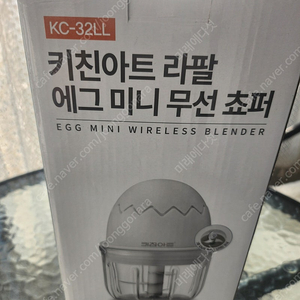 KC-32LL
키친아트 라팔
에그 미니 무선 쵸퍼
EGG MINI WIRELESS BLENDER